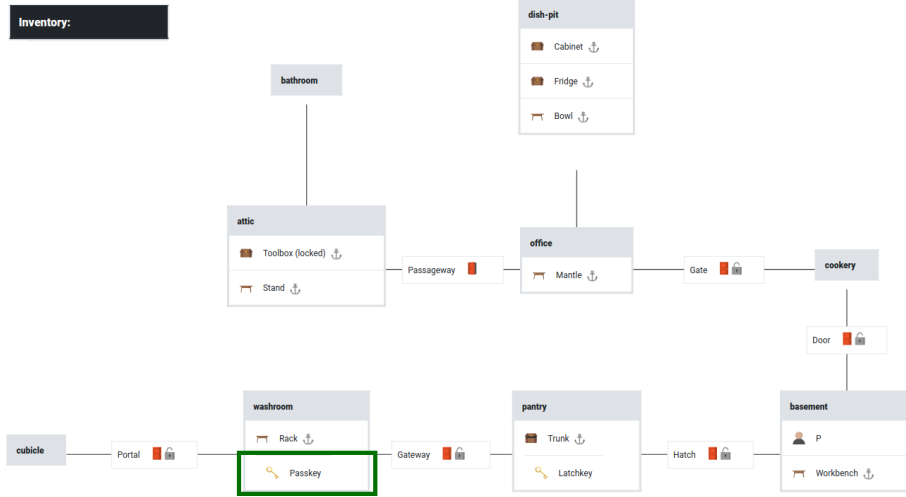 Inventory:
dish-pit
Cabinet
Fridge
Bowl
bathroom
attic
Toolbox (locked)
Stand
Passageway
office
Mantle
Gate
cookery
Door
cubicle
Portal
washroom
Rack
Passkey
Gateway
pantry
Trunk
Latchkey
Hatch
basement
P
Workbench